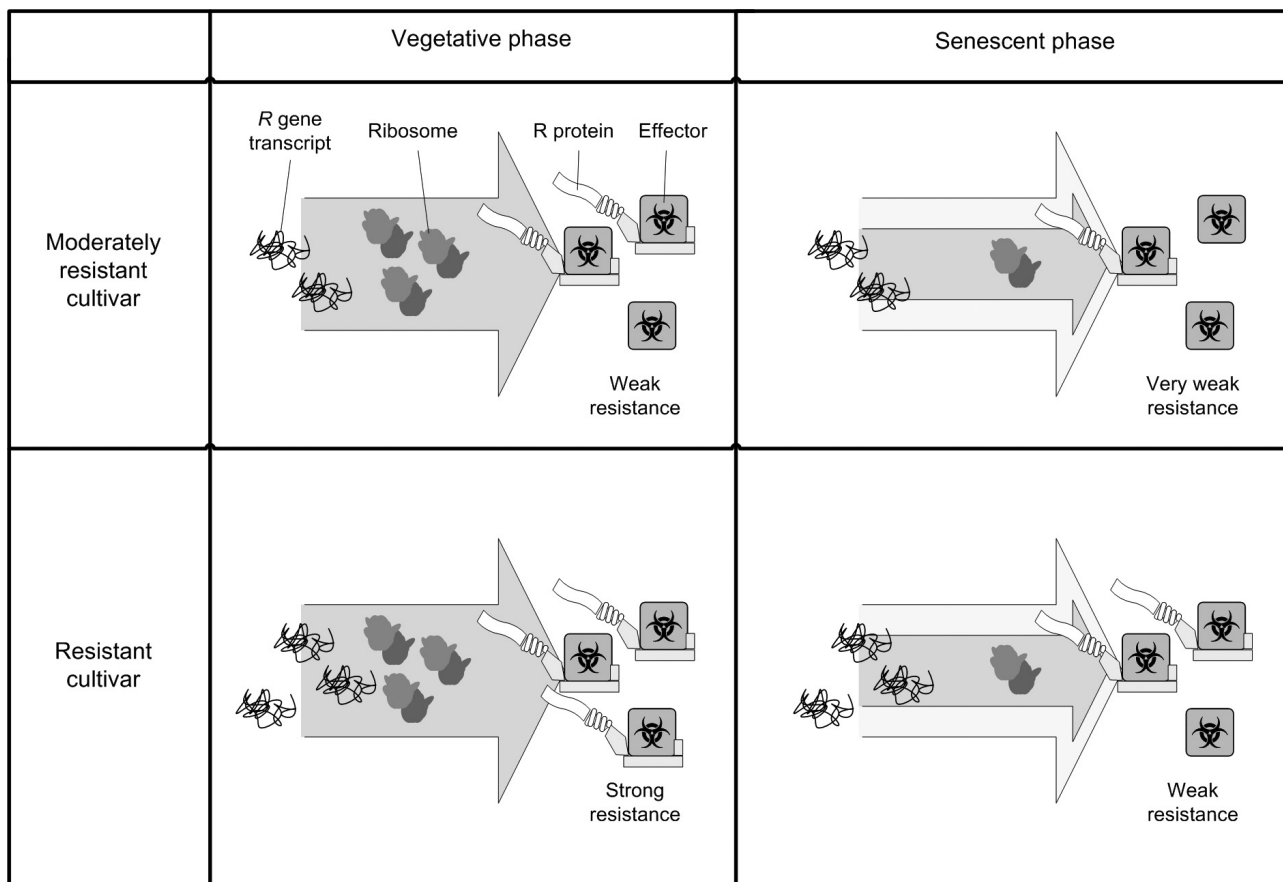 Vegetative phase
Senescent phase
Moderately
resistant
cultivar
R gene
transcript
Ribosome
R protein
Effector
Weak
resistance
Very weak
resistance
Resistant
cultivar
Strong
resistance
Weak
resistance